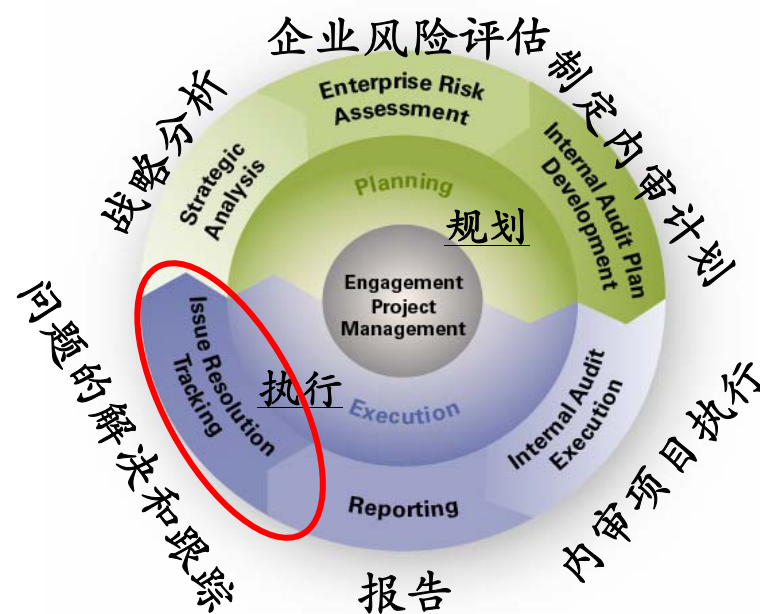 企业风险评估
Enterprise Risk
Assessment
制定内审计划
Internal Audit Plan
Development
战略分析
Strategic
Analysis
Planning
规划
Engagement
Project
Management
问题的解决和跟踪
Issue Resolution
Tracking
执行
Execution
Internal Audit
Execution
内审项目执行
Reporting
报告